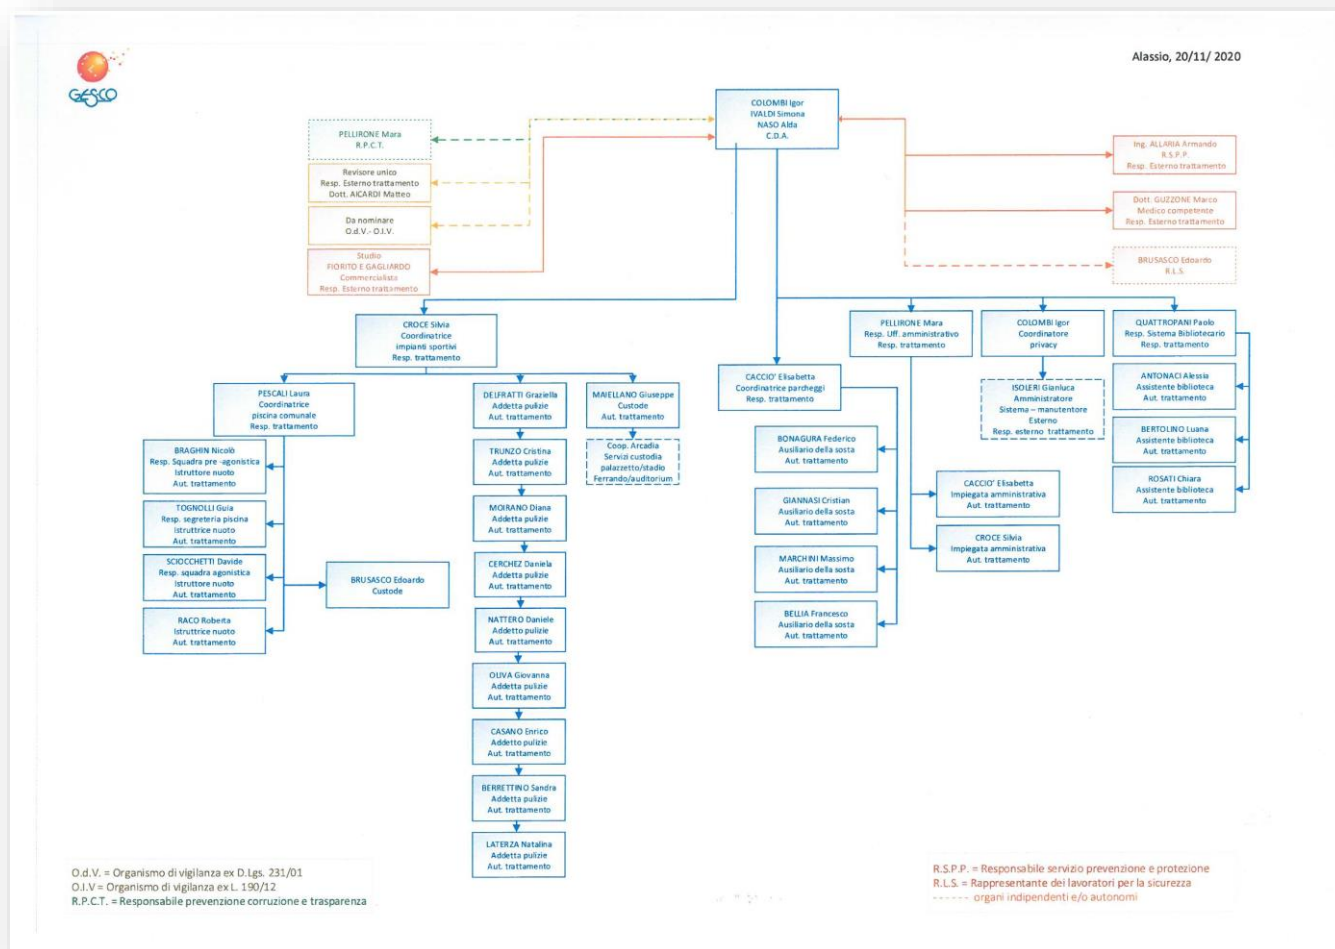 GESCO
Alassio, 20/11/ 2020
COLOMBI Igor
IVALDI Simona
NASO Alda
C.D.A.
PELLIRONE Mara
R.P.C.T.
Revisore unico
Resp. Esterno trattamento
Dott. AICARDI Matteo
Da nominare
O.d.V.- O.I.V.
Studio
FIORITO E GAGLIARDO
Commercialista
Resp. Esterno trattamento
Ing. ALLARIA Armando
R.S.P.P.
Resp. Esterno trattamento
Dott. GUZZONE Marco
Medico competente
Resp. Esterno trattamento
BRUSASCO Edoardo
R.L.S.
CROCE Silvia
Coordinatrice
impianti sportivi
Resp. trattamento
PELLIRONE Mara
Resp. Uff. amministrativo
Resp. trattamento
COLOMBI Igor
Coordinatore
privacy
QUATTROPANI Paolo
Resp. Sistema Bibliotecario
Resp. trattamento
CACCIO' Elisabetta
Coordinatrice parcheggi
Resp. trattamento
ISOLERI Gianluca
Amministratore
Sistema – manutentore
Esterno
Resp. esterno trattamento
ANTONACI Alessia
Assistente biblioteca
Aut. trattamento
BERTOLINO Luana
Assistente biblioteca
Aut. trattamento
ROSATI Chiara
Assistente biblioteca
Aut. trattamento
PESCALI Laura
Coordinatrice
piscina comunale
Resp. trattamento
DELFRATTI Graziella
Addetta pulizie
Aut. trattamento
MAIELLANO Giuseppe
Custode
Aut. trattamento
Coop. Arcadia
Servizi custodia
palazzetto/stadio
Ferrando/auditorium
BRAGHIN Nicolò
Resp. Squadra pre -agonistica
Istruttore nuoto
Aut. trattamento
TOGNOLLI Guia
Resp. segreteria piscina
Istruttrice nuoto
Aut. trattamento
SCIOCCHETTI Davide
Resp. squadra agonistica
Istruttore nuoto
Aut. trattamento
RACO Roberta
Istruttrice nuoto
Aut. trattamento
BRUSASCO Edoardo
Custode
TRUNZO Cristina
Addetta pulizie
Aut. trattamento
MOIRANO Diana
Addetta pulizie
Aut. trattamento
CERCHEZ Daniela
Addetta pulizie
Aut. trattamento
NATTERO Daniele
Addetto pulizie
Aut. trattamento
OLIVA Giovanna
Addetta pulizie
Aut. trattamento
CASANO Enrico
Addetto pulizie
Aut. trattamento
BERRETTINO Sandra
Addetta pulizie
Aut. trattamento
LATERZA Natalina
Addetta pulizie
Aut. trattamento
BONAGURA Federico
Ausiliario della sosta
Aut. trattamento
GIANNASI Cristian
Ausiliario della sosta
Aut. trattamento
MARCHINI Massimo
Ausiliario della sosta
Aut. trattamento
BELLIA Francesco
Ausiliario della sosta
Aut. trattamento
CACCIO' Elisabetta
Impiegata amministrativa
Aut. trattamento
CROCE Silvia
Impiegata amministrativa
Aut. trattamento
O.d.V. = Organismo di vigilanza ex D.Lgs. 231/01
O.I.V = Organismo di vigilanza ex L. 190/12
R.P.C.T. = Responsabile prevenzione corruzione e trasparenza
R.S.P.P. = Responsabile servizio prevenzione e protezione
R.L.S. = Rappresentante dei lavoratori per la sicurezza
------ organi indipendenti e/o autonomi